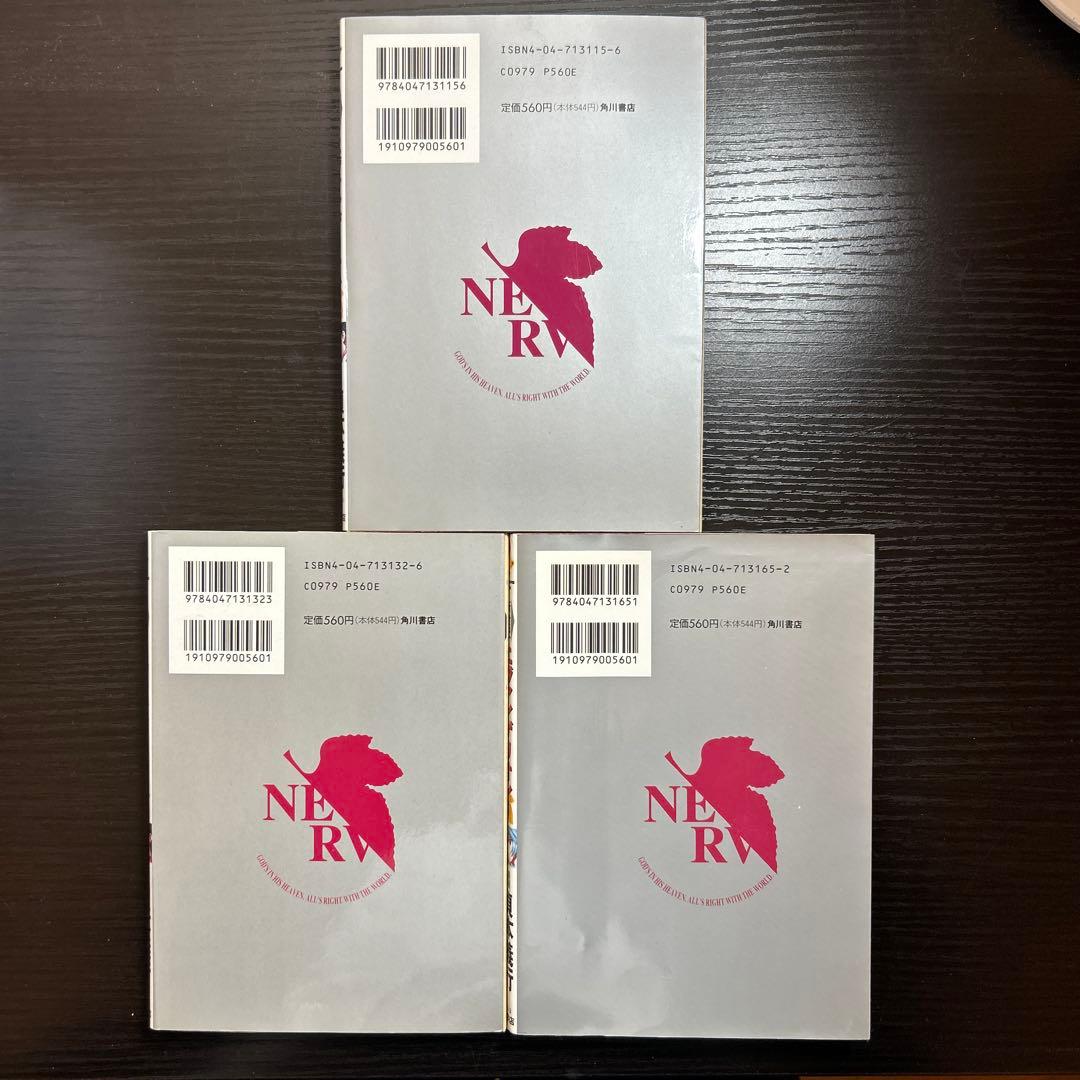 ISBN4-04-713115-6
C0979 P560E
9784047131156
定価560円(本体544円)角川書店
1910979005601
NE
RV
GOD'S IN HIS HEAVEN. ALL'S RIGHT WITH THE WORLD.
ISBN4-04-713132-6
C0979 P560E
9784047131323
定価560円(本体544円)角川書店
1910979005601
NE
RV
GOD'S IN HIS HEAVEN. ALL'S RIGHT WITH THE WORLD.
ISBN4-04-713165-2
C0979 P560E
9784047131651
定価560円(本体544円)角川書店
1910979005601
NE
RV
GOD'S IN HIS HEAVEN. ALL'S RIGHT WITH THE WORLD.